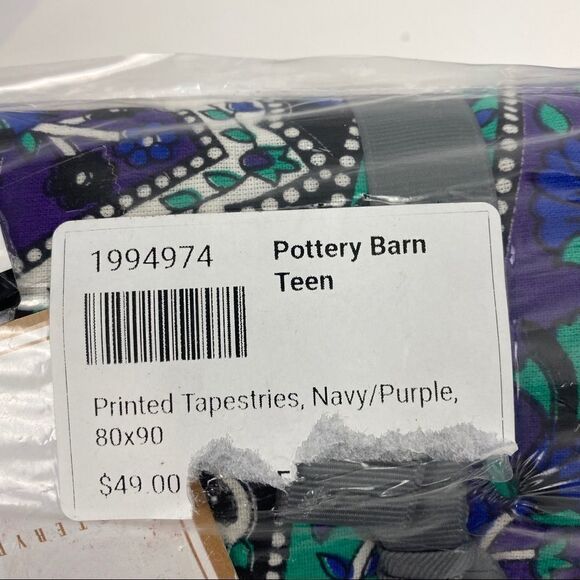 1994974
Pottery Barn
Teen
Printed Tapestries, Navy/Purple,
80x90
$49.00